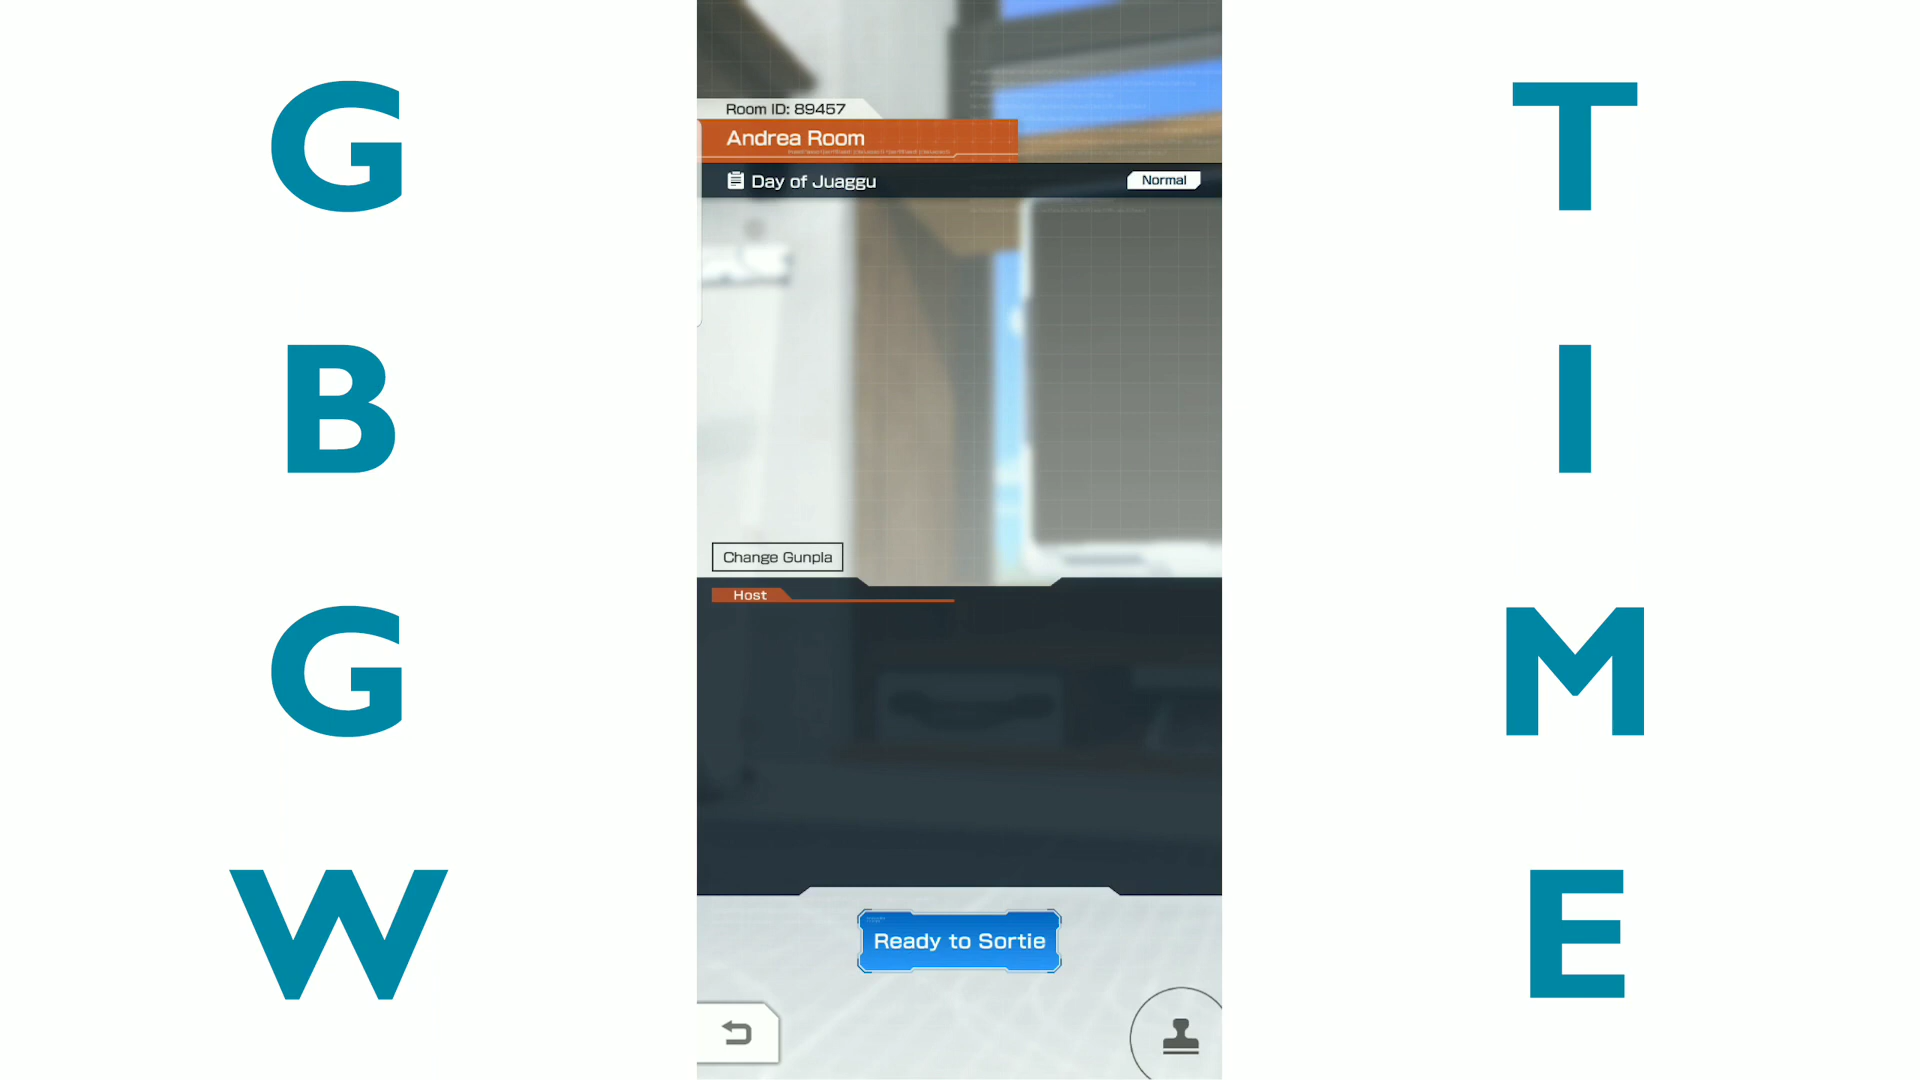 G
B
G
W
Room ID: 89457
Andrea Room
Day of Juaggu
Normal
Change Gunpla
Host
Ready to Sortie
T
I
M
E